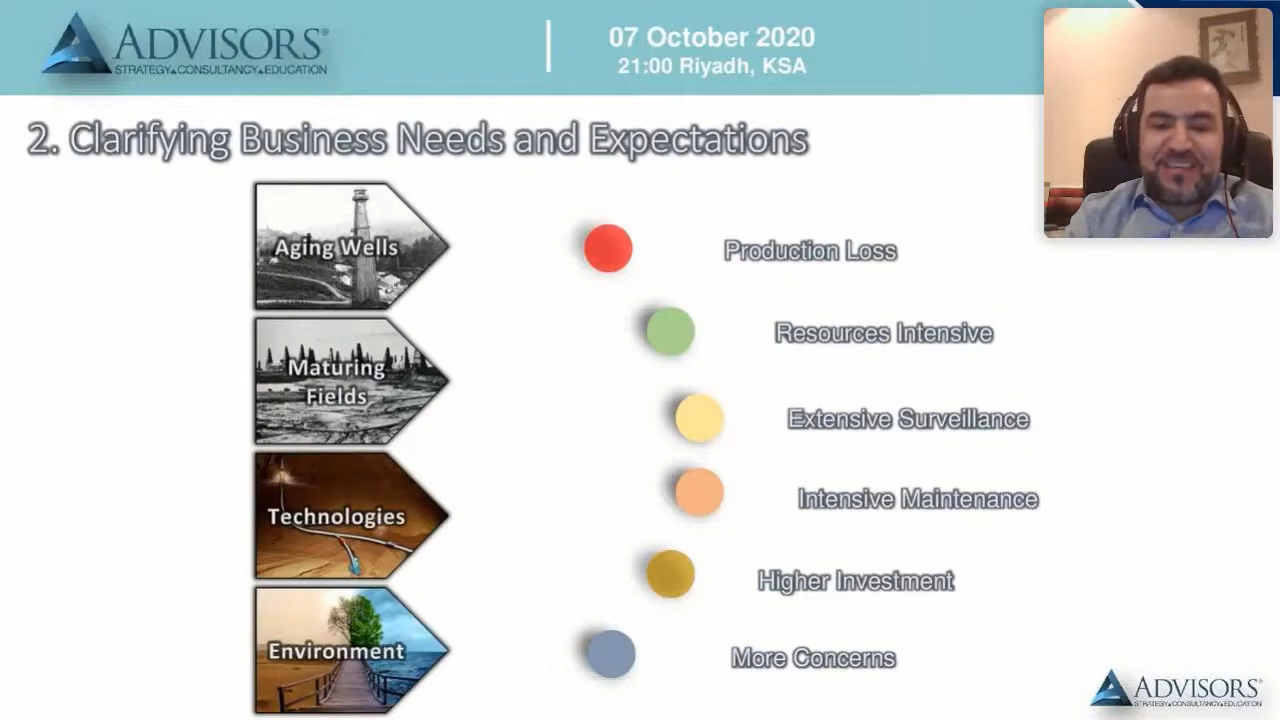 ADVISORS®
STRATEGY▲CONSULTANCY▲EDUCATION
07 October 2020
21:00 Riyadh, KSA
2. Clarifying Business Needs and Expectations
Aging Wells
Production Loss
Maturing
Fields
Resources Intensive
Extensive Surveillance
Technologies
Intensive Maintenance
Higher Investment
Environment
More Concerns
ADVISORS®
STRATEGY▲CONSULTANCY▲EDUCATION